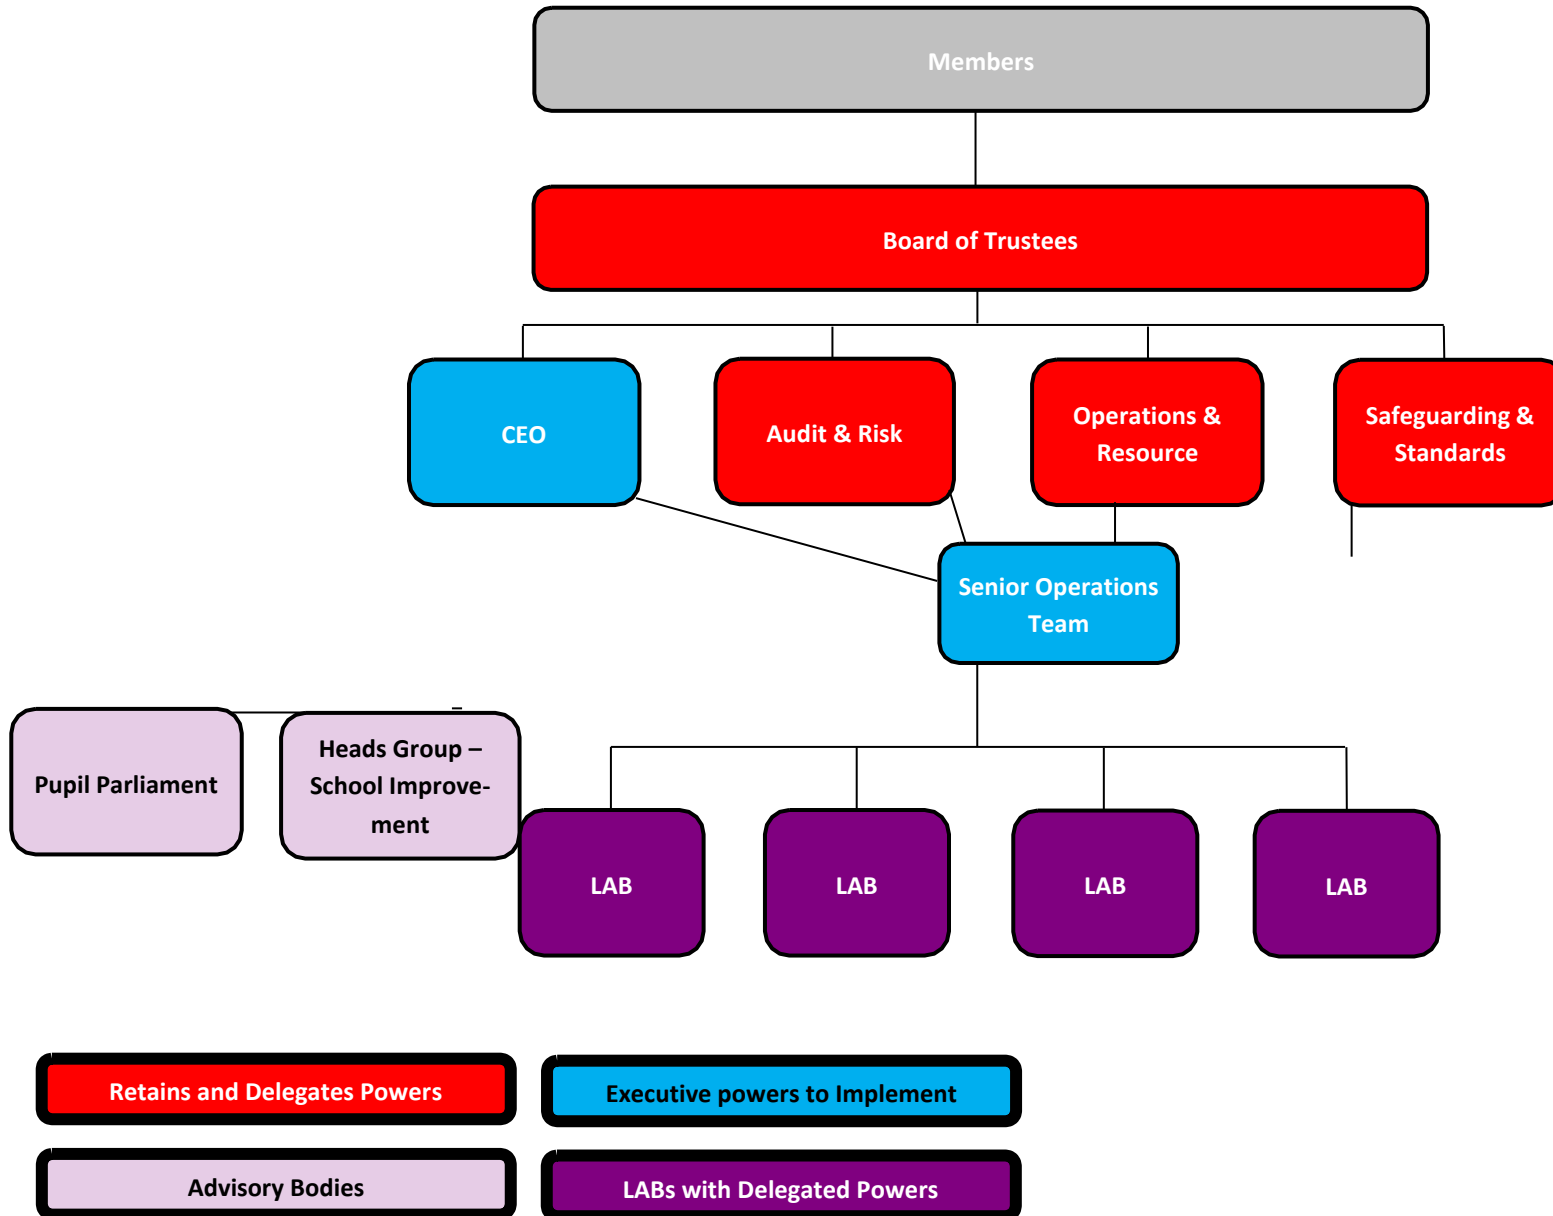 Members
Board of Trustees
CEO
Audit & Risk
Operations &
Resource
Safeguarding &
Standards
Senior Operations
Team
Pupil Parliament
Heads Group –
School Improve-
ment
LAB
LAB
LAB
LAB
Retains and Delegates Powers
Executive powers to Implement
Advisory Bodies
LABs with Delegated Powers